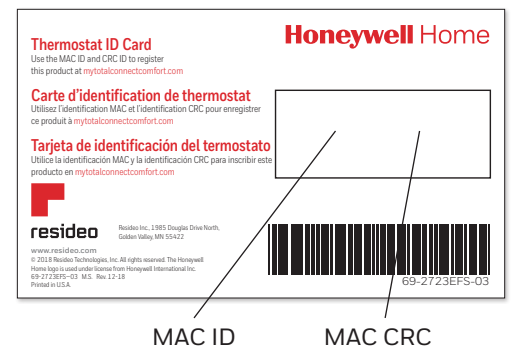 Honeywell Home
Thermostat ID Card
Use the MAC ID and CRC ID to register
this product at mytotalconnectcomfort.com
Carte d'identification de thermostat
Utilisez l'identification MAC et l'identification CRC pour enregistrer
ce produit à mytotalconnectcomfort.com
Tarjeta de identificación del termostato
Utilice la identificación MAC y la identificación CRC para inscribir este
producto en mytotalconnectcomfort.com
resideo
Resideo Inc., 1985 Douglas Drive North,
Golden Valley, MN 55422
www.resideo.com
© 2018 Resideo Technologies, Inc. All rights reserved. The Honeywell
Home logo is used under license from Honeywell International Inc.
69-2723EFS-03 M.S. Rev. 12-18
Printed in U.S.A.
69-2723EFS-03
MAC ID
MAC CRC